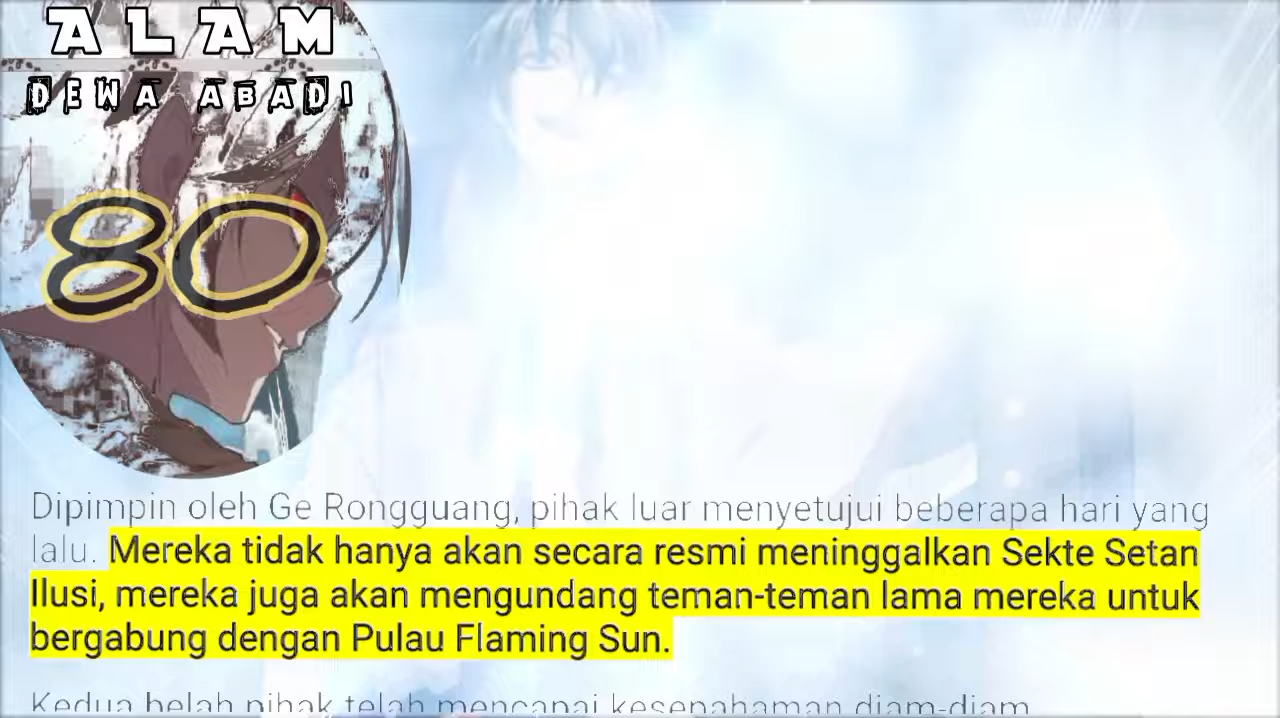 ALAM
DEWA ABADI
80
Dipimpin oleh Ge Rongguang, pihak luar menyetujui beberapa hari yang
lalu. Mereka tidak hanya akan secara resmi meninggalkan Sekte Setan
Ilusi, mereka juga akan mengundang teman-teman lama mereka untuk
bergabung dengan Pulau Flaming Sun.
Kedua belah pihak telah mencapai kesepahaman diam-diam